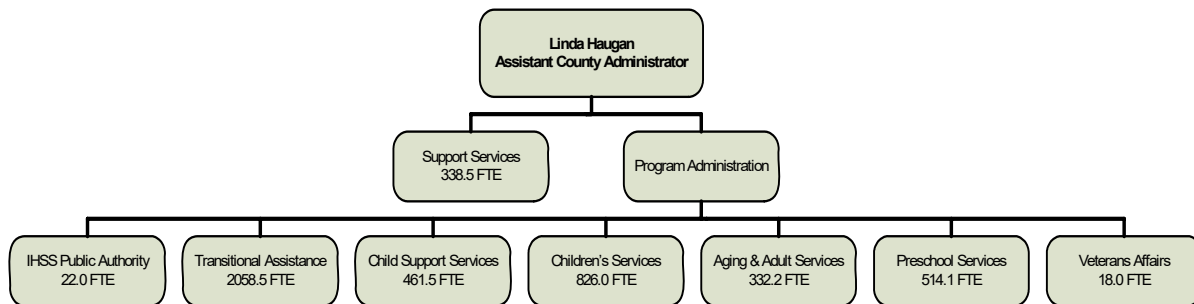 Linda Haugan
Assistant County Administrator
Support Services
338.5 FTE
Program Administration
IHSS Public Authority
22.0 FTE
Transitional Assistance
2058.5 FTE
Child Support Services
461.5 FTE
Children's Services
826.0 FTE
Aging & Adult Services
332.2 FTE
Preschool Services
514.1 FTE
Veterans Affairs
18.0 FTE